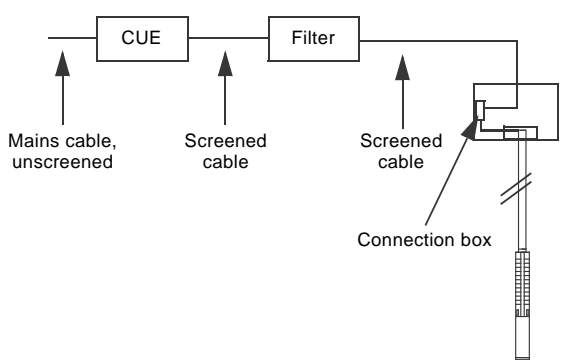 CUE
Filter
Mains cable,
unscreened
Screened
cable
Screened
cable
Connection box